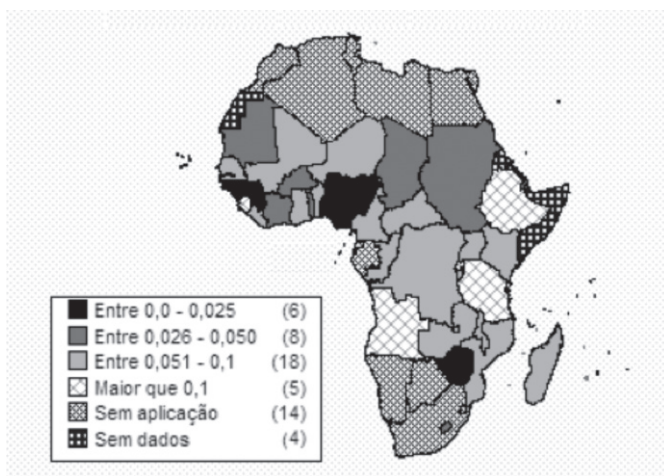 Entre 0,0 - 0,025 (6)
Entre 0,026 - 0,050 (8)
Entre 0,051 - 0,1 (18)
Maior que 0,1 (5)
Sem aplicação (14)
Sem dados (4)